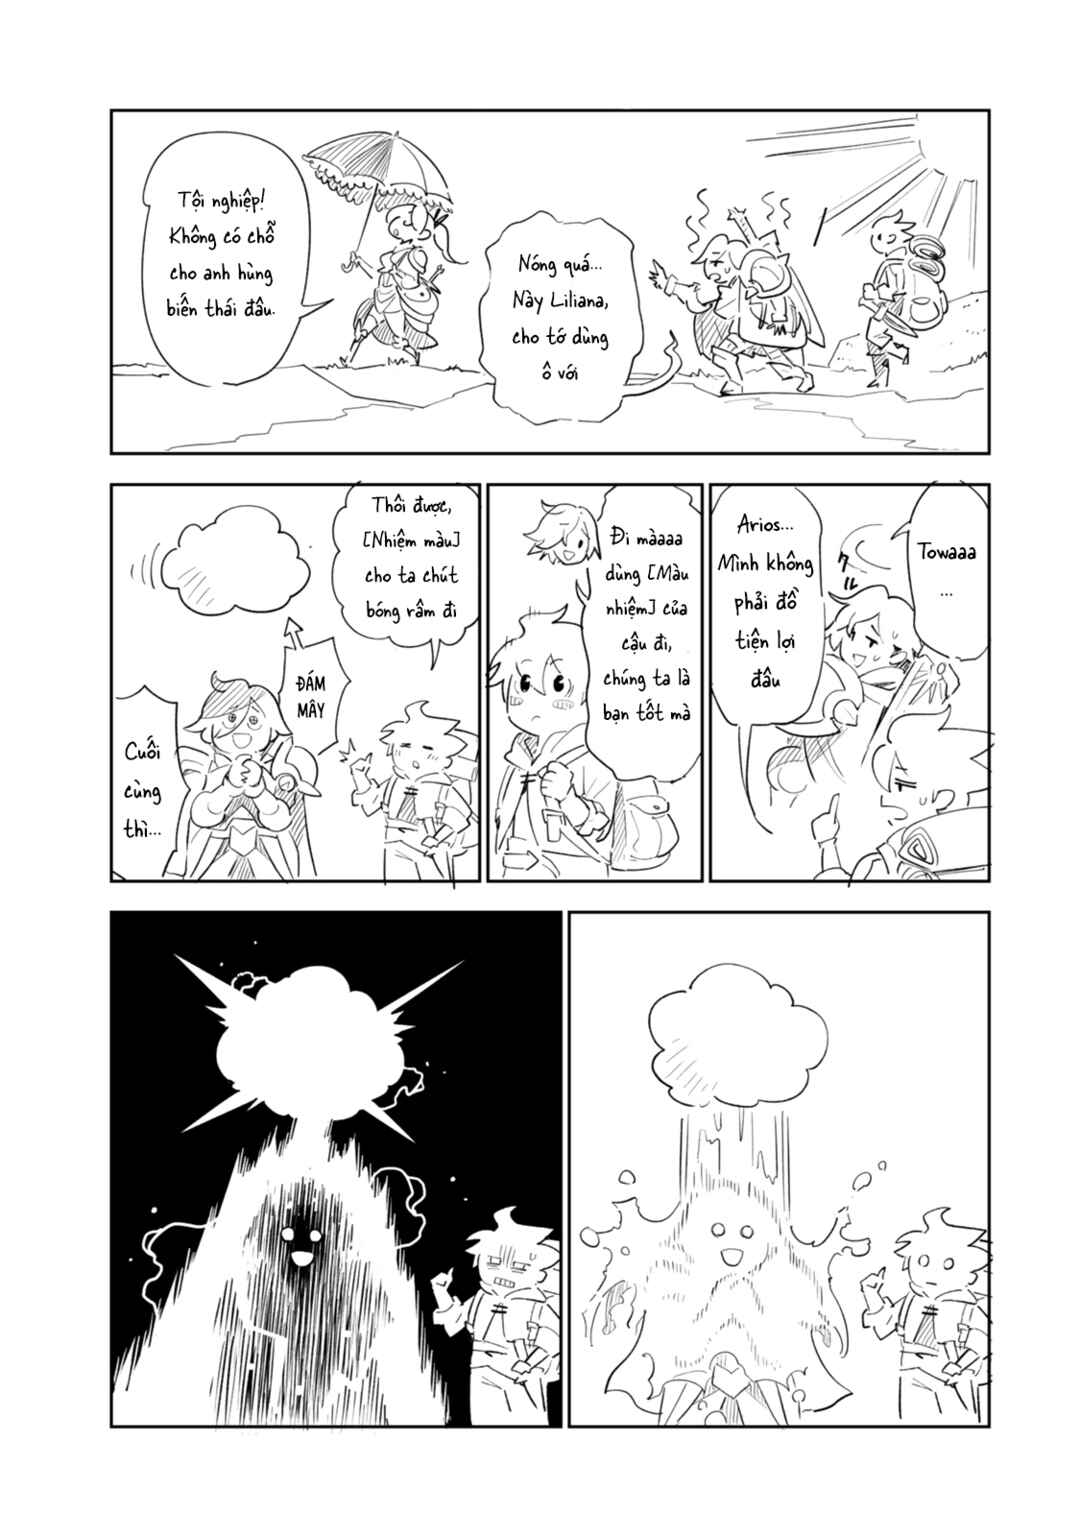 Nóng quá...
Này Liliana,
cho tớ dùng
ô với
Tội nghiệp!
Không có chỗ
cho anh hùng
biến thái đâu.
Towaaa
...
クルッ
Arios...
Mình không
phải đồ
tiện lợi
đâu
Đi màaaa
dùng [Màu
nhiệm] của
cậu đi,
chúng ta là
bạn tốt mà
Thôi được,
[Nhiệm màu]
cho ta chút
bóng râm đi
ĐÁM
MÂY
Cuối
cùng
thì...